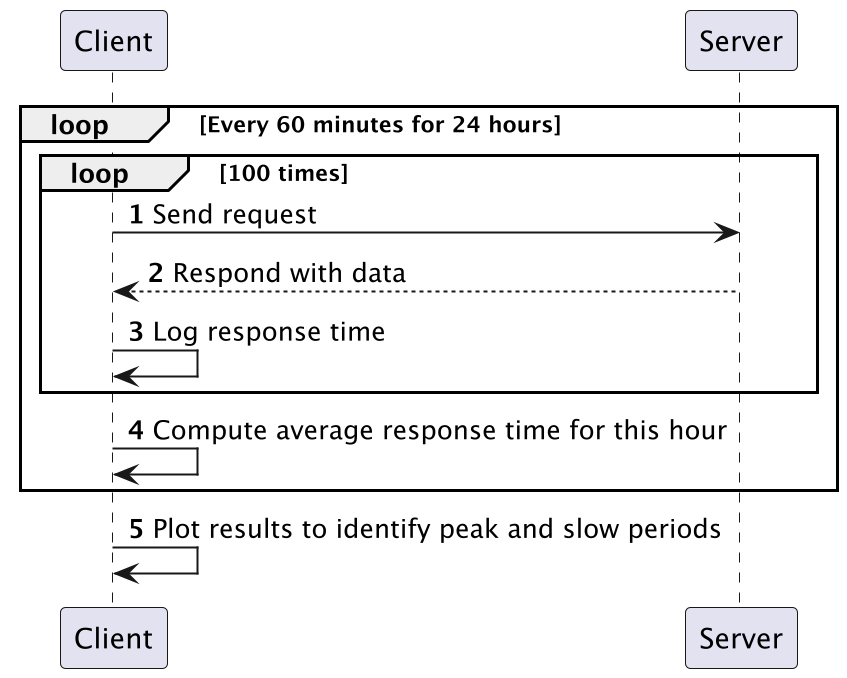 Client Server
loop [Every 60 minutes for 24 hours]
loop [100 times]
1 Send request
2 Respond with data
3 Log response time
4 Compute average response time for this hour
5 Plot results to identify peak and slow periods
Client Server